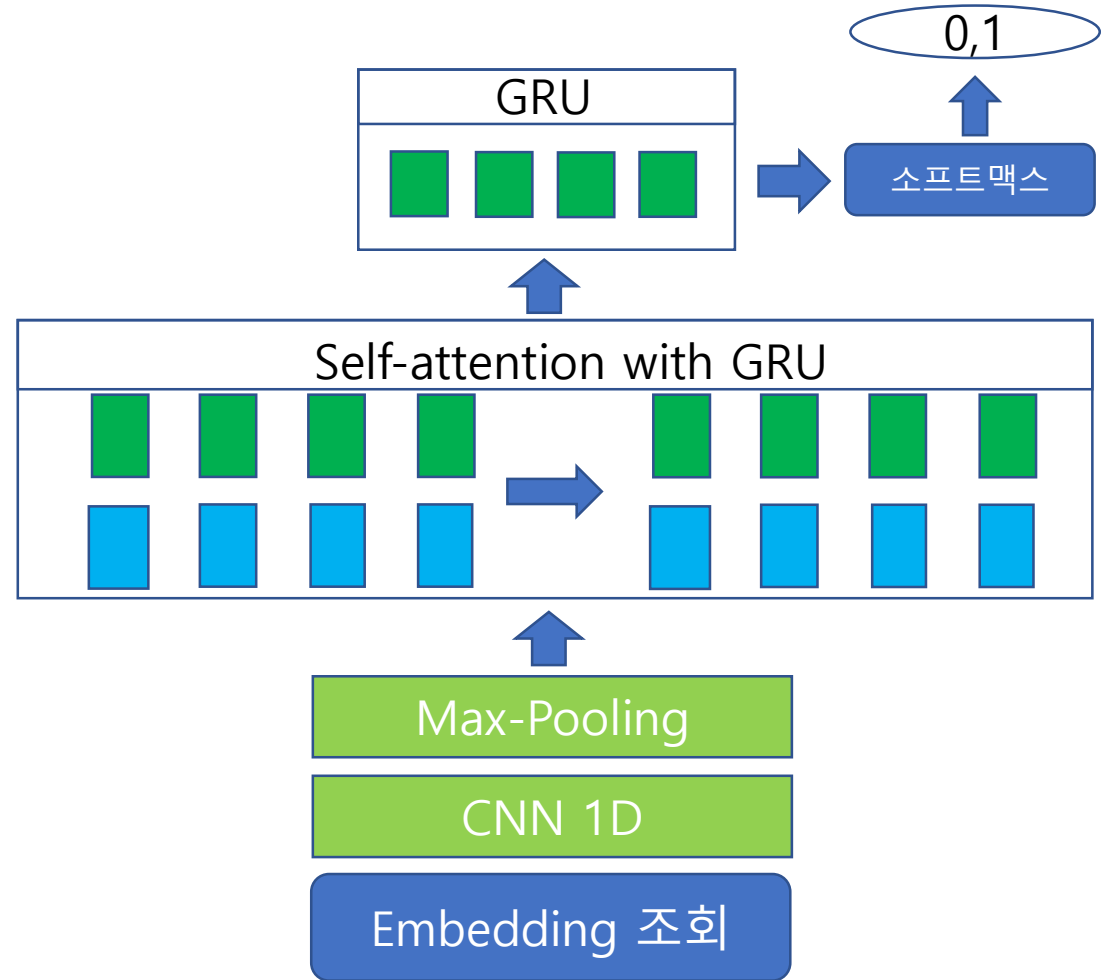 0,1
GRU
소프트맥스
Self-attention with GRU
Max-Pooling
CNN 1D
Embedding 조회